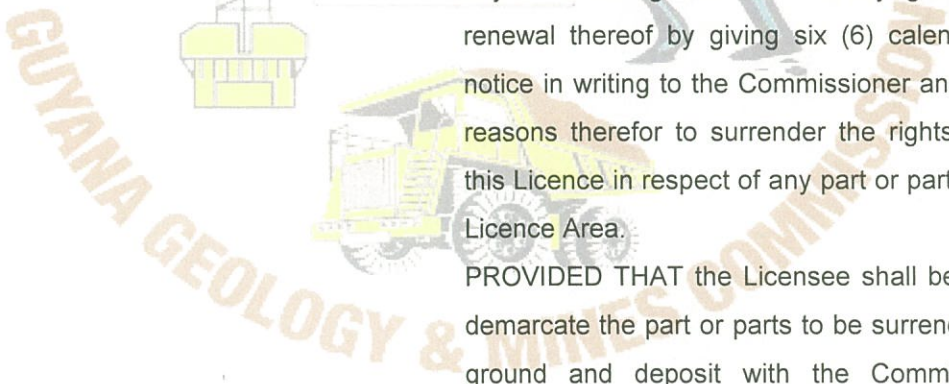 renewal thereof by giving six (6) calen
notice in writing to the Commissioner an
reasons therefor to surrender the rights
this Licence in respect of any part or part
Licence Area.
PROVIDED THAT the Licensee shall be
demarcate the part or parts to be surren
ground and deposit with the Comm
GUYANA GEOLOGY & MINES COMMISSION